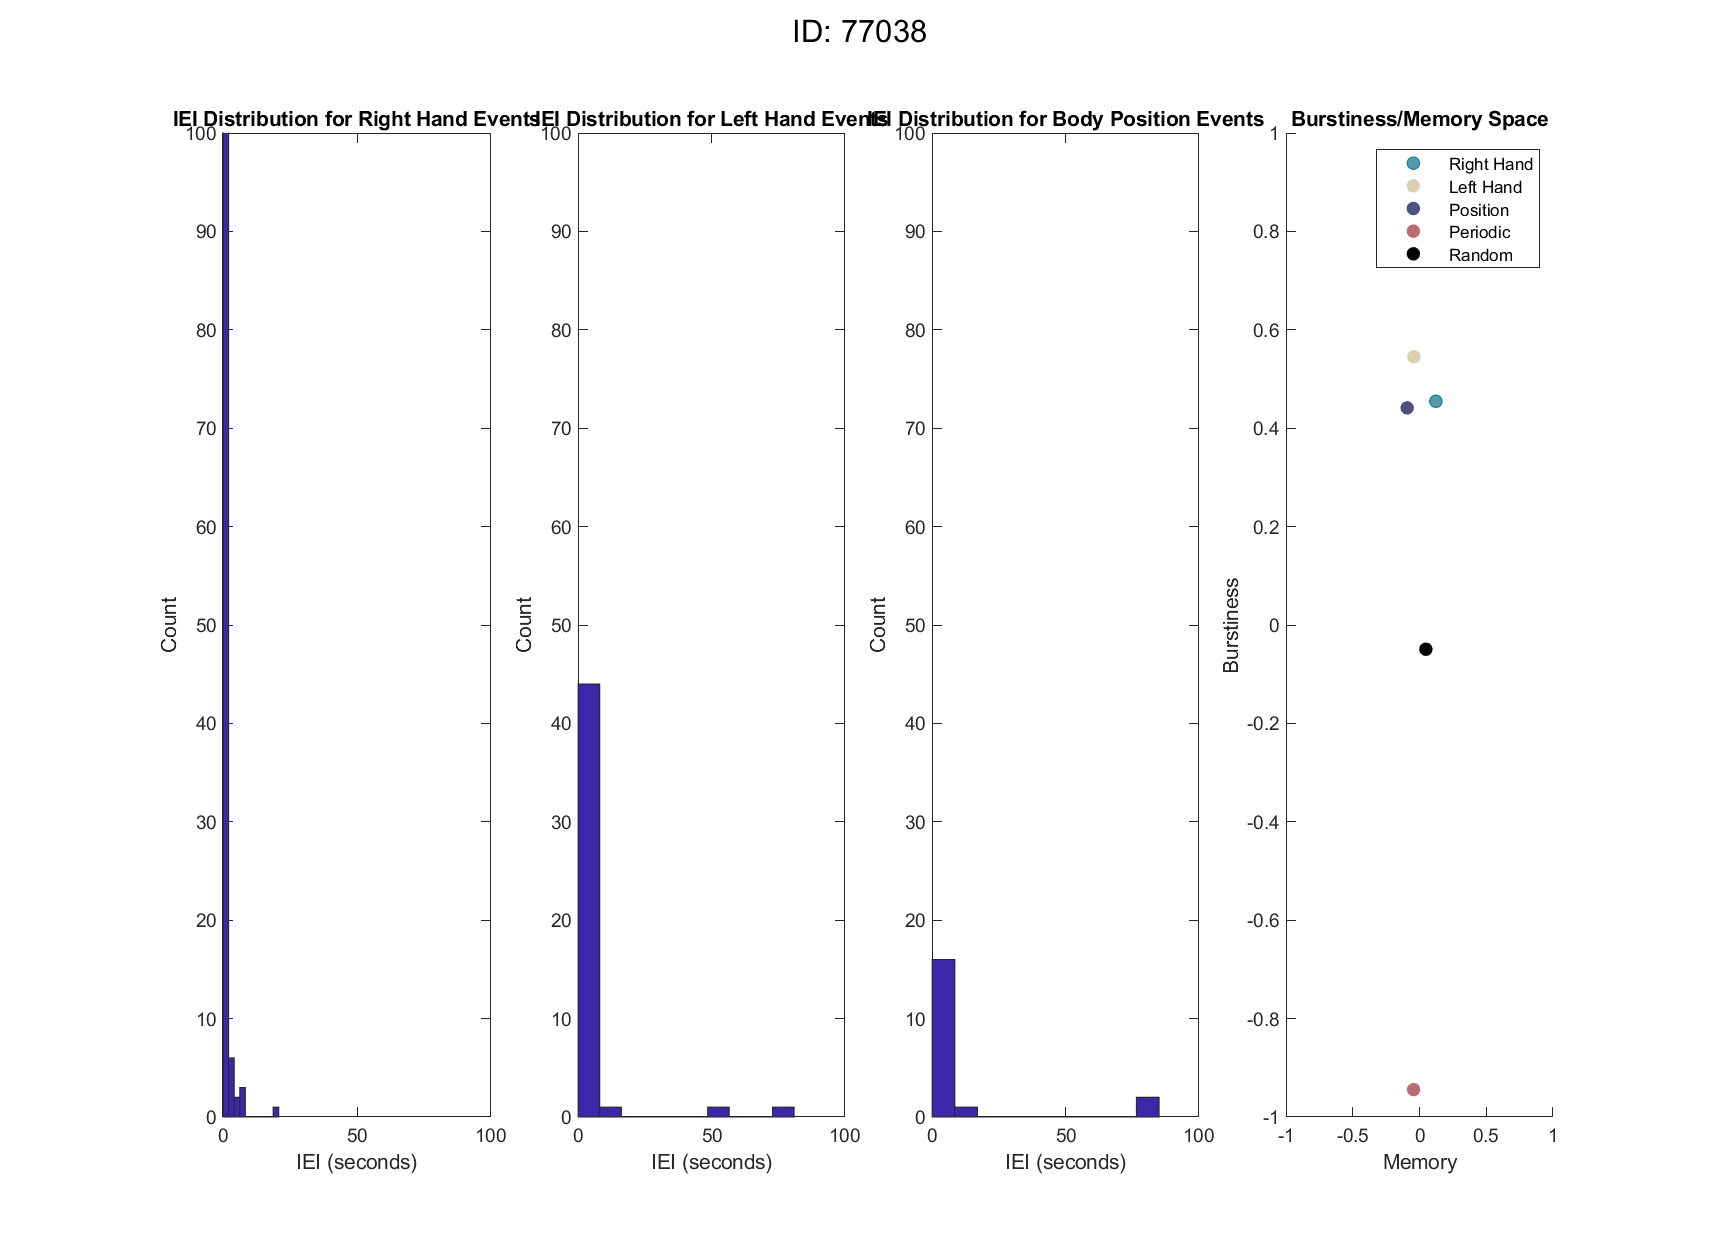 ID: 77038
IEI Distribution for Right Hand Events
100
90
80
70
60
50
40
30
20
10
0
Count
0 50 100
IEI (seconds)
IEI Distribution for Left Hand Events
100
90
80
70
60
50
40
30
20
10
0
Count
0 50 100
IEI (seconds)
IEI Distribution for Body Position Events
100
90
80
70
60
50
40
30
20
10
0
Count
0 50 100
IEI (seconds)
Burstiness/Memory Space
1
0.8
0.6
0.4
0.2
0
-0.2
-0.4
-0.6
-0.8
-1
Burstiness
-1 -0.5 0 0.5 1
Memory
Right Hand
Left Hand
Position
Periodic
Random